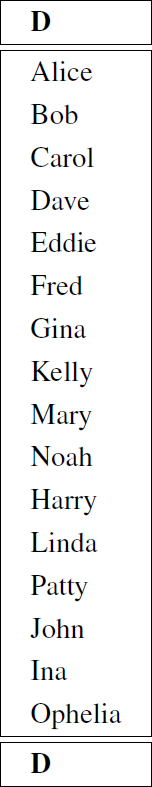 D
Alice
Bob
Carol
Dave
Eddie
Fred
Gina
Kelly
Mary
Noah
Harry
Linda
Patty
John
Ina
Ophelia
D